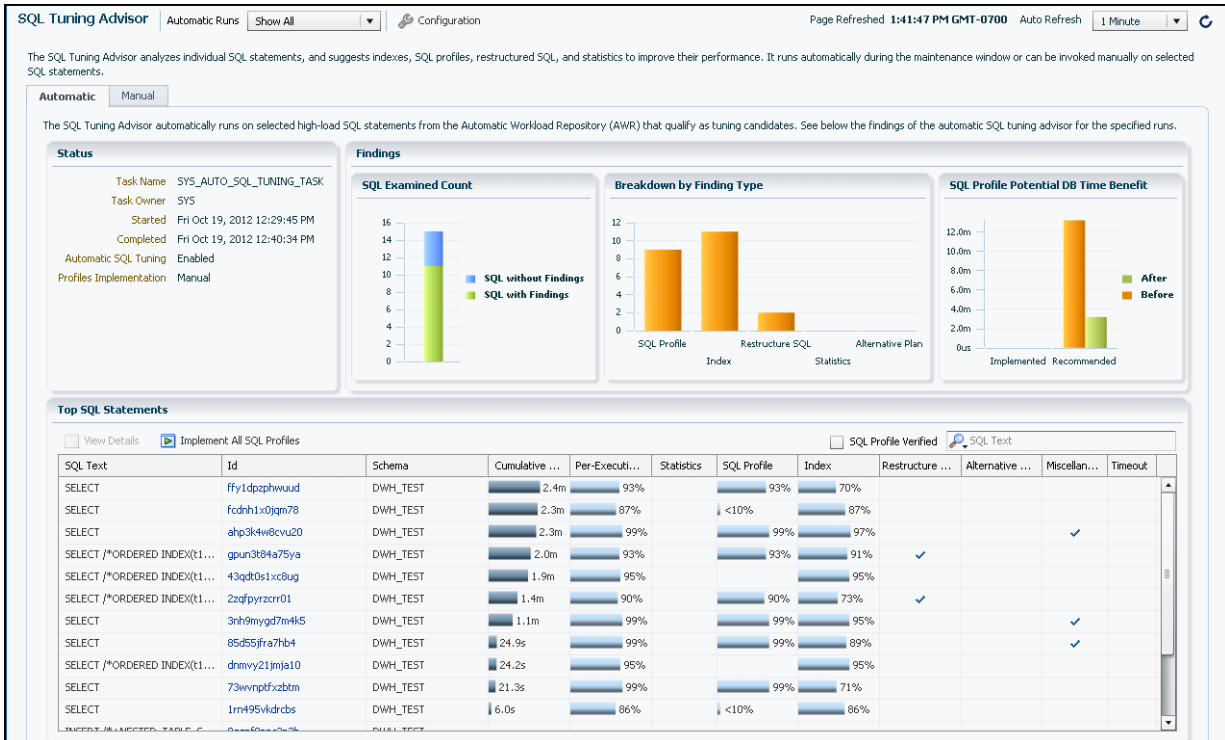 SQL Tuning Advisor Automatic Runs Show All Configuration Page Refreshed 1:41:47 PM GMT-0700 Auto Refresh 1 Minute
The SQL Tuning Advisor analyzes individual SQL statements, and suggests indexes, SQL profiles, restructured SQL, and statistics to improve their performance. It runs automatically during the maintenance window or can be invoked manually on selected
SQL statements.
Automatic Manual
The SQL Tuning Advisor automatically runs on selected high-load SQL statements from the Automatic Workload Repository (AWR) that qualify as tuning candidates. See below the findings of the automatic SQL tuning advisor for the specified runs.
Status
Task Name SYS_AUTO_SQL_TUNING_TASK
Task Owner SYS
Started Fri Oct 19, 2012 12:29:45 PM
Completed Fri Oct 19, 2012 12:40:34 PM
Automatic SQL Tuning Enabled
Profiles Implementation Manual
Findings
SQL Examined Count
16
14
12
10
8
6
4
2
0
SQL without Findings
SQL with Findings
Breakdown by Finding Type
12
10
8
6
4
2
0
SQL Profile Restructure SQL Alternative Plan
Index Statistics
SQL Profile Potential DB Time Benefit
12.0m
10.0m
8.0m
6.0m
4.0m
2.0m
0us
Implemented Recommended
After
Before
Top SQL Statements
View Details Implement All SQL Profiles SQL Profile Verified SQL Text
SQL Text Id Schema Cumulative ... Per-Executi... Statistics SQL Profile Index Restructure ... Alternative ... Miscellan... Timeout
SELECT ffy1dpzphwuud DWH_TEST 2.4m 93% 93% 70%
SELECT fcdnh1x0jqm78 DWH_TEST 2.3m 87% <10% 87%
SELECT ahp3k4w8cvu20 DWH_TEST 2.3m 99% 99% 97%
SELECT /*ORDERED INDEX(t1... gpun3t84a75ya DWH_TEST 2.0m 93% 93% 91%
SELECT /*ORDERED INDEX(t1... 43qdt0s1xc8ug DWH_TEST 1.9m 95% 95%
SELECT /*ORDERED INDEX(t1... 2zqfpyrzcrr01 DWH_TEST 1.4m 90% 90% 73%
SELECT 3nh9mygd7m4k5 DWH_TEST 1.1m 99% 99% 95%
SELECT 85d55jfra7hb4 DWH_TEST 24.9s 99% 99% 89%
SELECT /*ORDERED INDEX(t1... dnmvy21jmja10 DWH_TEST 24.2s 95% 95%
SELECT 73wvnptfxzbtm DWH_TEST 21.3s 99% 99% 71%
SELECT 1rn495vkdrcbs DWH_TEST 6.0s 86% <10% 86%